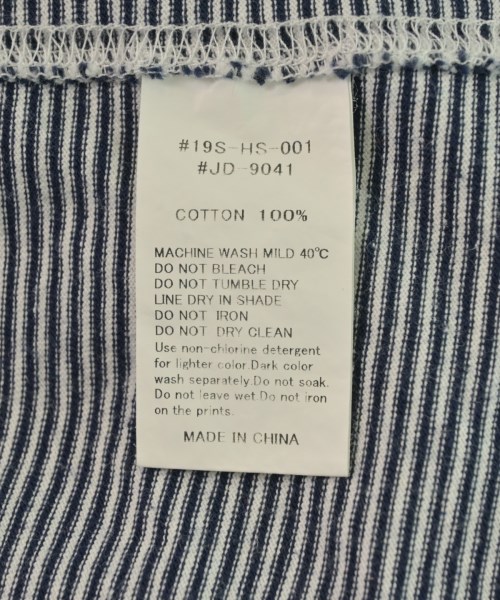 #19S-HS-001
#JD-9041
COTTON 100%
MACHINE WASH MILD 40℃
DO NOT BLEACH
DO NOT TUMBLE DRY
LINE DRY IN SHADE
DO NOT IRON
DO NOT DRY CLEAN
Use non-chlorine detergent
for lighter color.Dark color
wash separately.Do not soak.
Do not leave wet.Do not iron
on the prints.
MADE IN CHINA